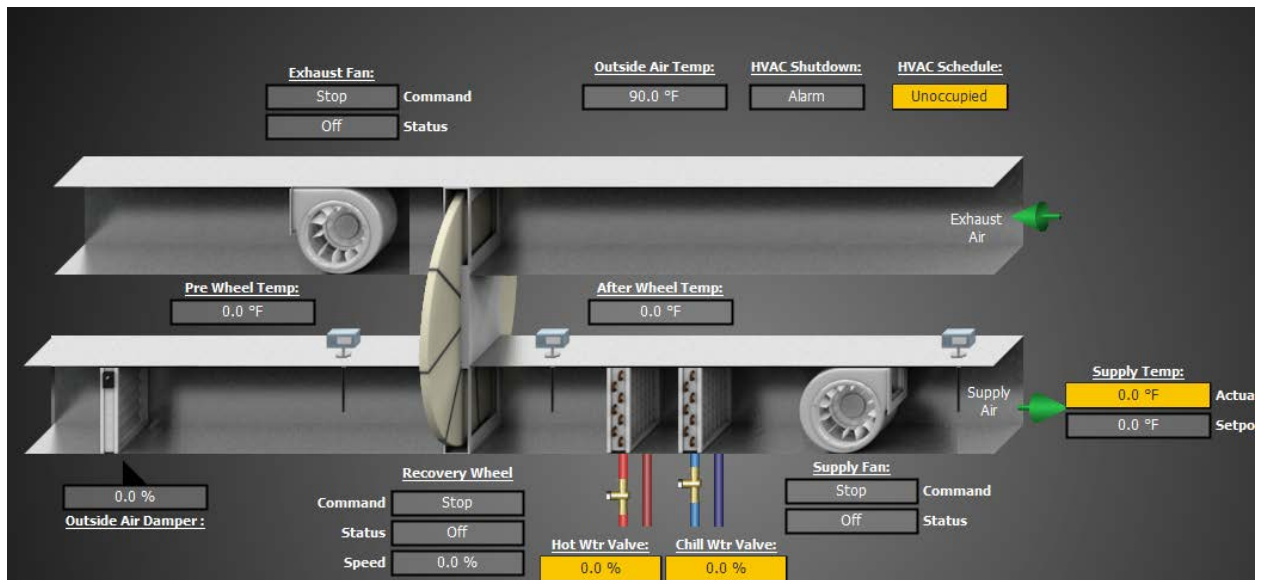 Exhaust Fan:
Stop Command
Off Status
Outside Air Temp:
90.0 °F
HVAC Shutdown:
Alarm
HVAC Schedule:
Unoccupied
Exhaust
Air
Pre Wheel Temp:
0.0 °F
After Wheel Temp:
0.0 °F
Supply
Air
Supply Temp:
0.0 °F Actua
0.0 °F Setpo
0.0 %
Outside Air Damper :
Recovery Wheel
Command Stop
Status Off
Speed 0.0 %
Hot Wtr Valve:
0.0 %
Chill Wtr Valve:
0.0 %
Supply Fan:
Stop Command
Off Status